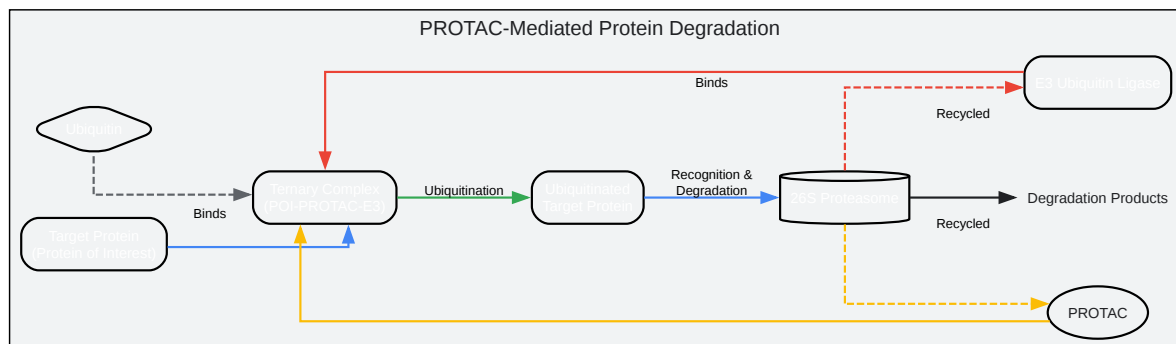 PROTAC-Mediated Protein Degradation
Binds
E3 Ubiquitin Ligase
Recycled
Ubiquitin
Ternary Complex
(POI-PROTAC-E3)
Ubiquitination
Ubiquitinated
Target Protein
Recognition &
Degradation
26S Proteasome
Degradation Products
Binds
Recycled
Target Protein
(Protein of Interest)
PROTAC